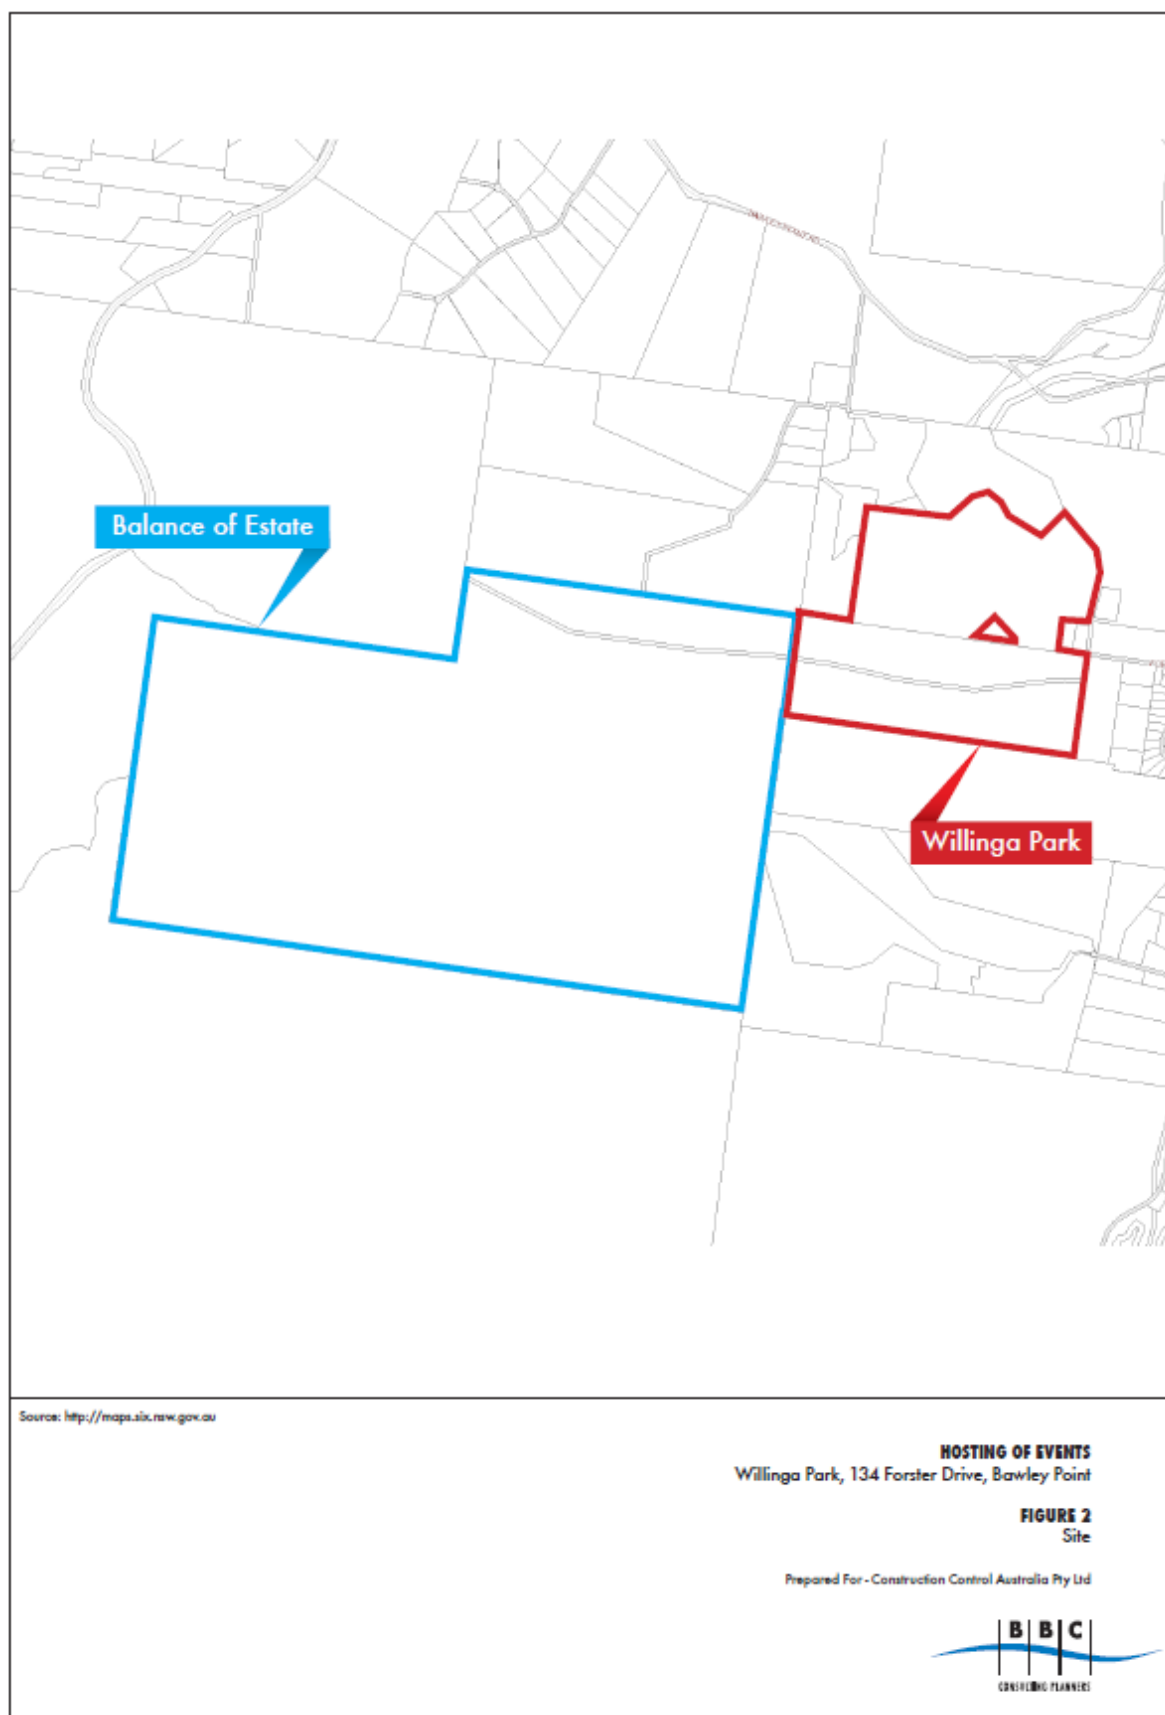 Balance of Estate
Willinga Park
Source: http://maps.six.nsw.gov.au
HOSTING OF EVENTS
Willinga Park, 134 Forster Drive, Bawley Point
FIGURE 2
Site
Prepared For - Construction Control Australia Pty Ltd
B B C
CONSULTING PLANNERS